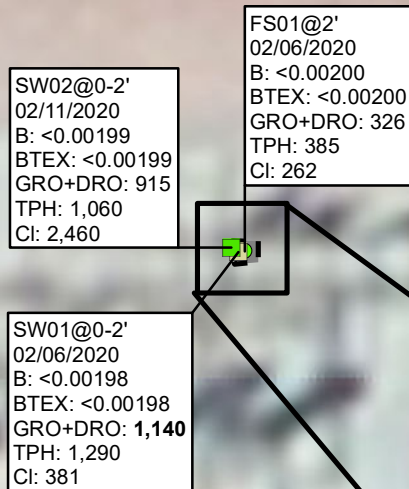 FS01@2'
02/06/2020
B: <0.00200
BTEX: <0.00200
GRO+DRO: 326
TPH: 385
Cl: 262
SW02@0-2'
02/11/2020
B: <0.00199
BTEX: <0.00199
GRO+DRO: 915
TPH: 1,060
Cl: 2,460
SW01@0-2'
02/06/2020
B: <0.00198
BTEX: <0.00198
GRO+DRO: 1,140
TPH: 1,290
Cl: 381